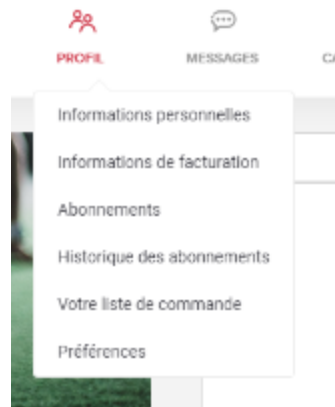 PROFIL
MESSAGES
Informations personnelles
Informations de facturation
Abonnements
Historique des abonnements
Votre liste de commande
Préférences